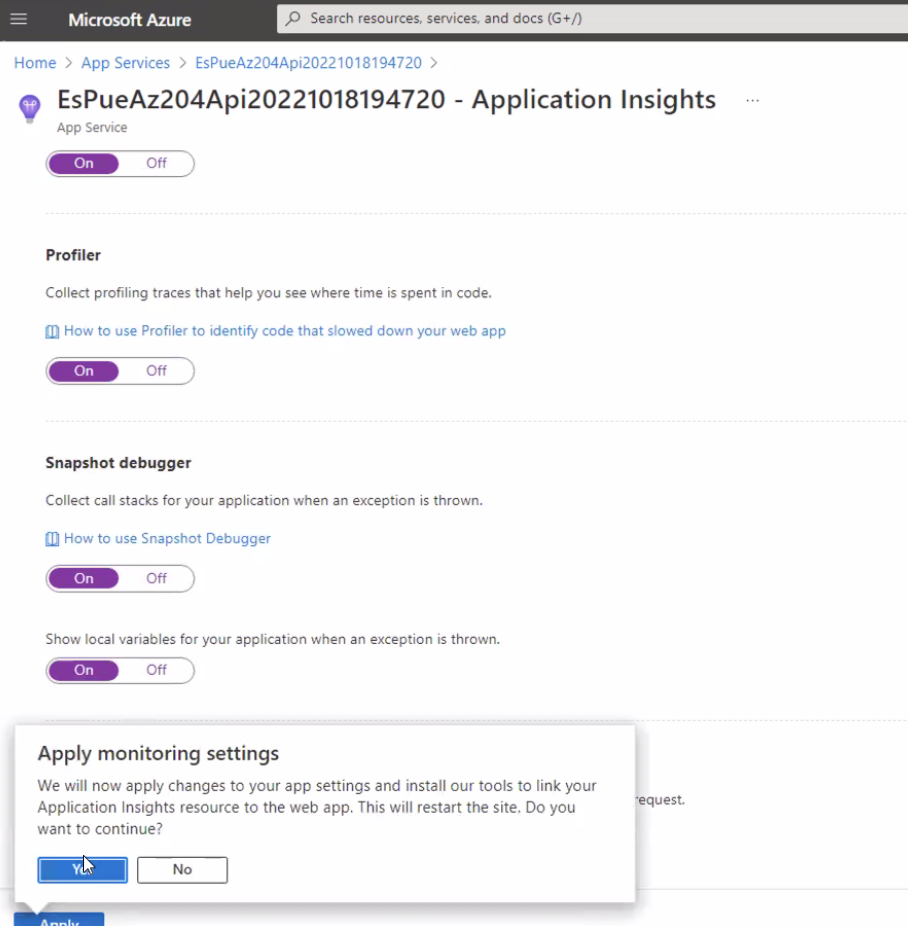 Microsoft Azure
Search resources, services, and docs (G+/)
Home > App Services > EsPueAz204Api20221018194720 >
EsPueAz204Api20221018194720 - Application Insights ...
App Service
On Off
Profiler
Collect profiling traces that help you see where time is spent in code.
How to use Profiler to identify code that slowed down your web app
On Off
Snapshot debugger
Collect call stacks for your application when an exception is thrown.
How to use Snapshot Debugger
On Off
Show local variables for your application when an exception is thrown.
On Off
Apply monitoring settings
We will now apply changes to your app settings and install our tools to link your
Application Insights resource to the web app. This will restart the site. Do you
request.
want to continue?
Yes No
Apply